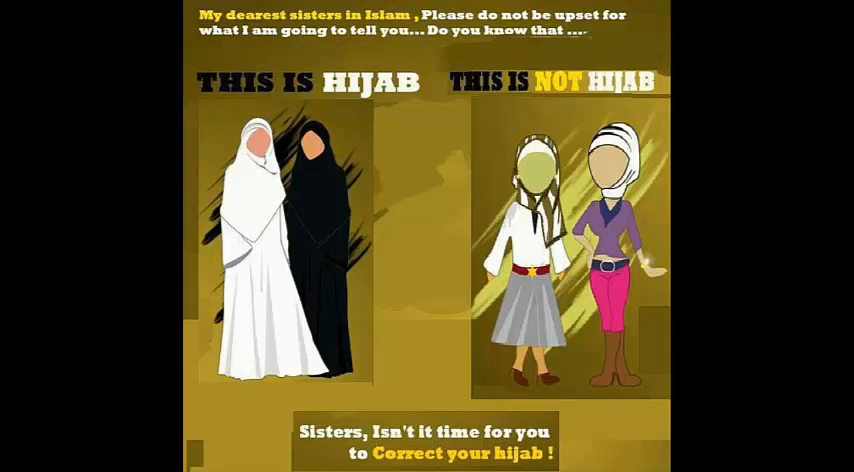 My dearest sisters in Islam , Please do not be upset for
what I am going to tell you... Do you know that ....
THIS IS HIJAB
THIS IS NOT HIJAB
Sisters, Isn't it time for you
to Correct your hijab !